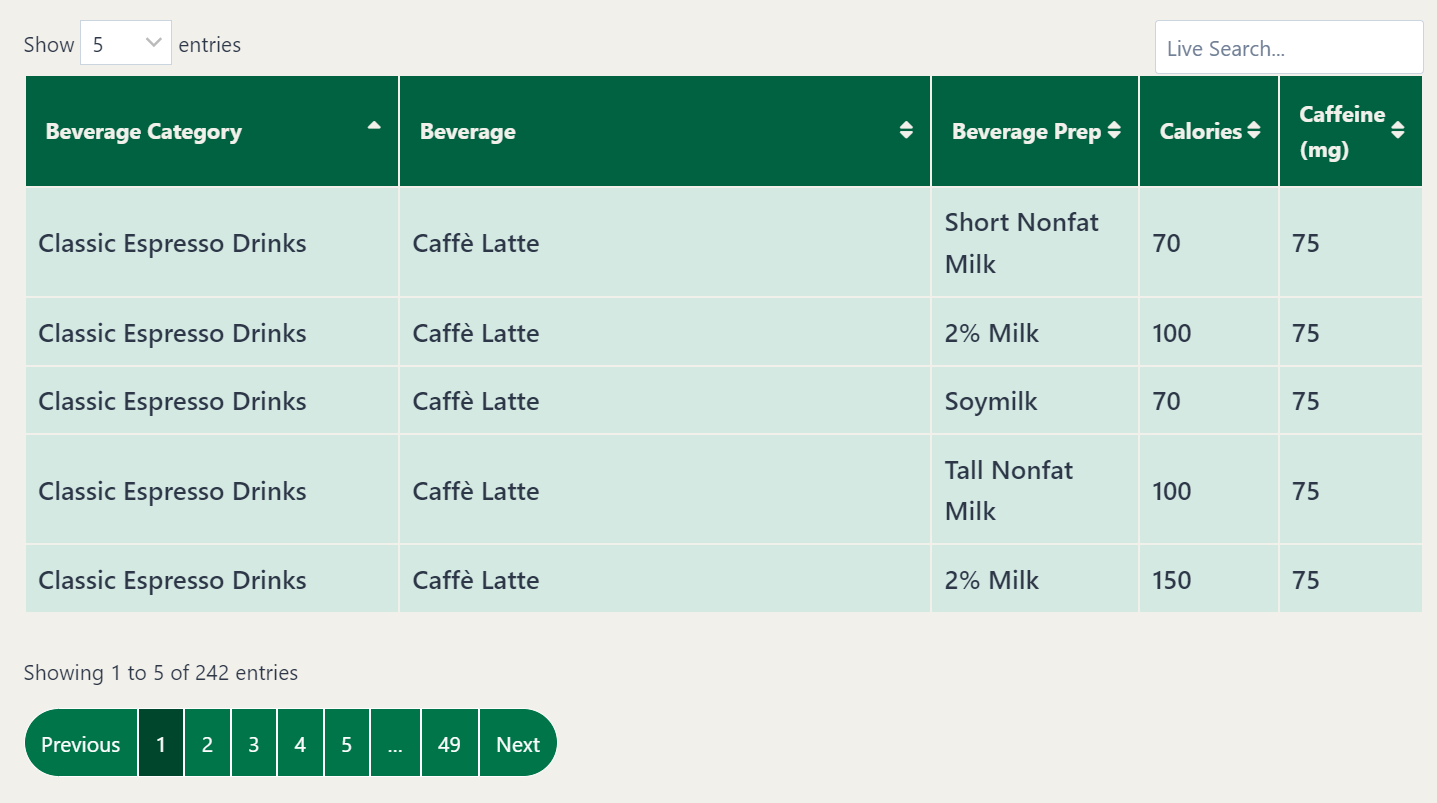 Show 5 entries
Live Search...
Beverage Category Beverage Beverage Prep Calories Caffeine (mg)
Classic Espresso Drinks Caffè Latte Short Nonfat Milk 70 75
Classic Espresso Drinks Caffè Latte 2% Milk 100 75
Classic Espresso Drinks Caffè Latte Soymilk 70 75
Classic Espresso Drinks Caffè Latte Tall Nonfat Milk 100 75
Classic Espresso Drinks Caffè Latte 2% Milk 150 75
Showing 1 to 5 of 242 entries
Previous 1 2 3 4 5 ... 49 Next